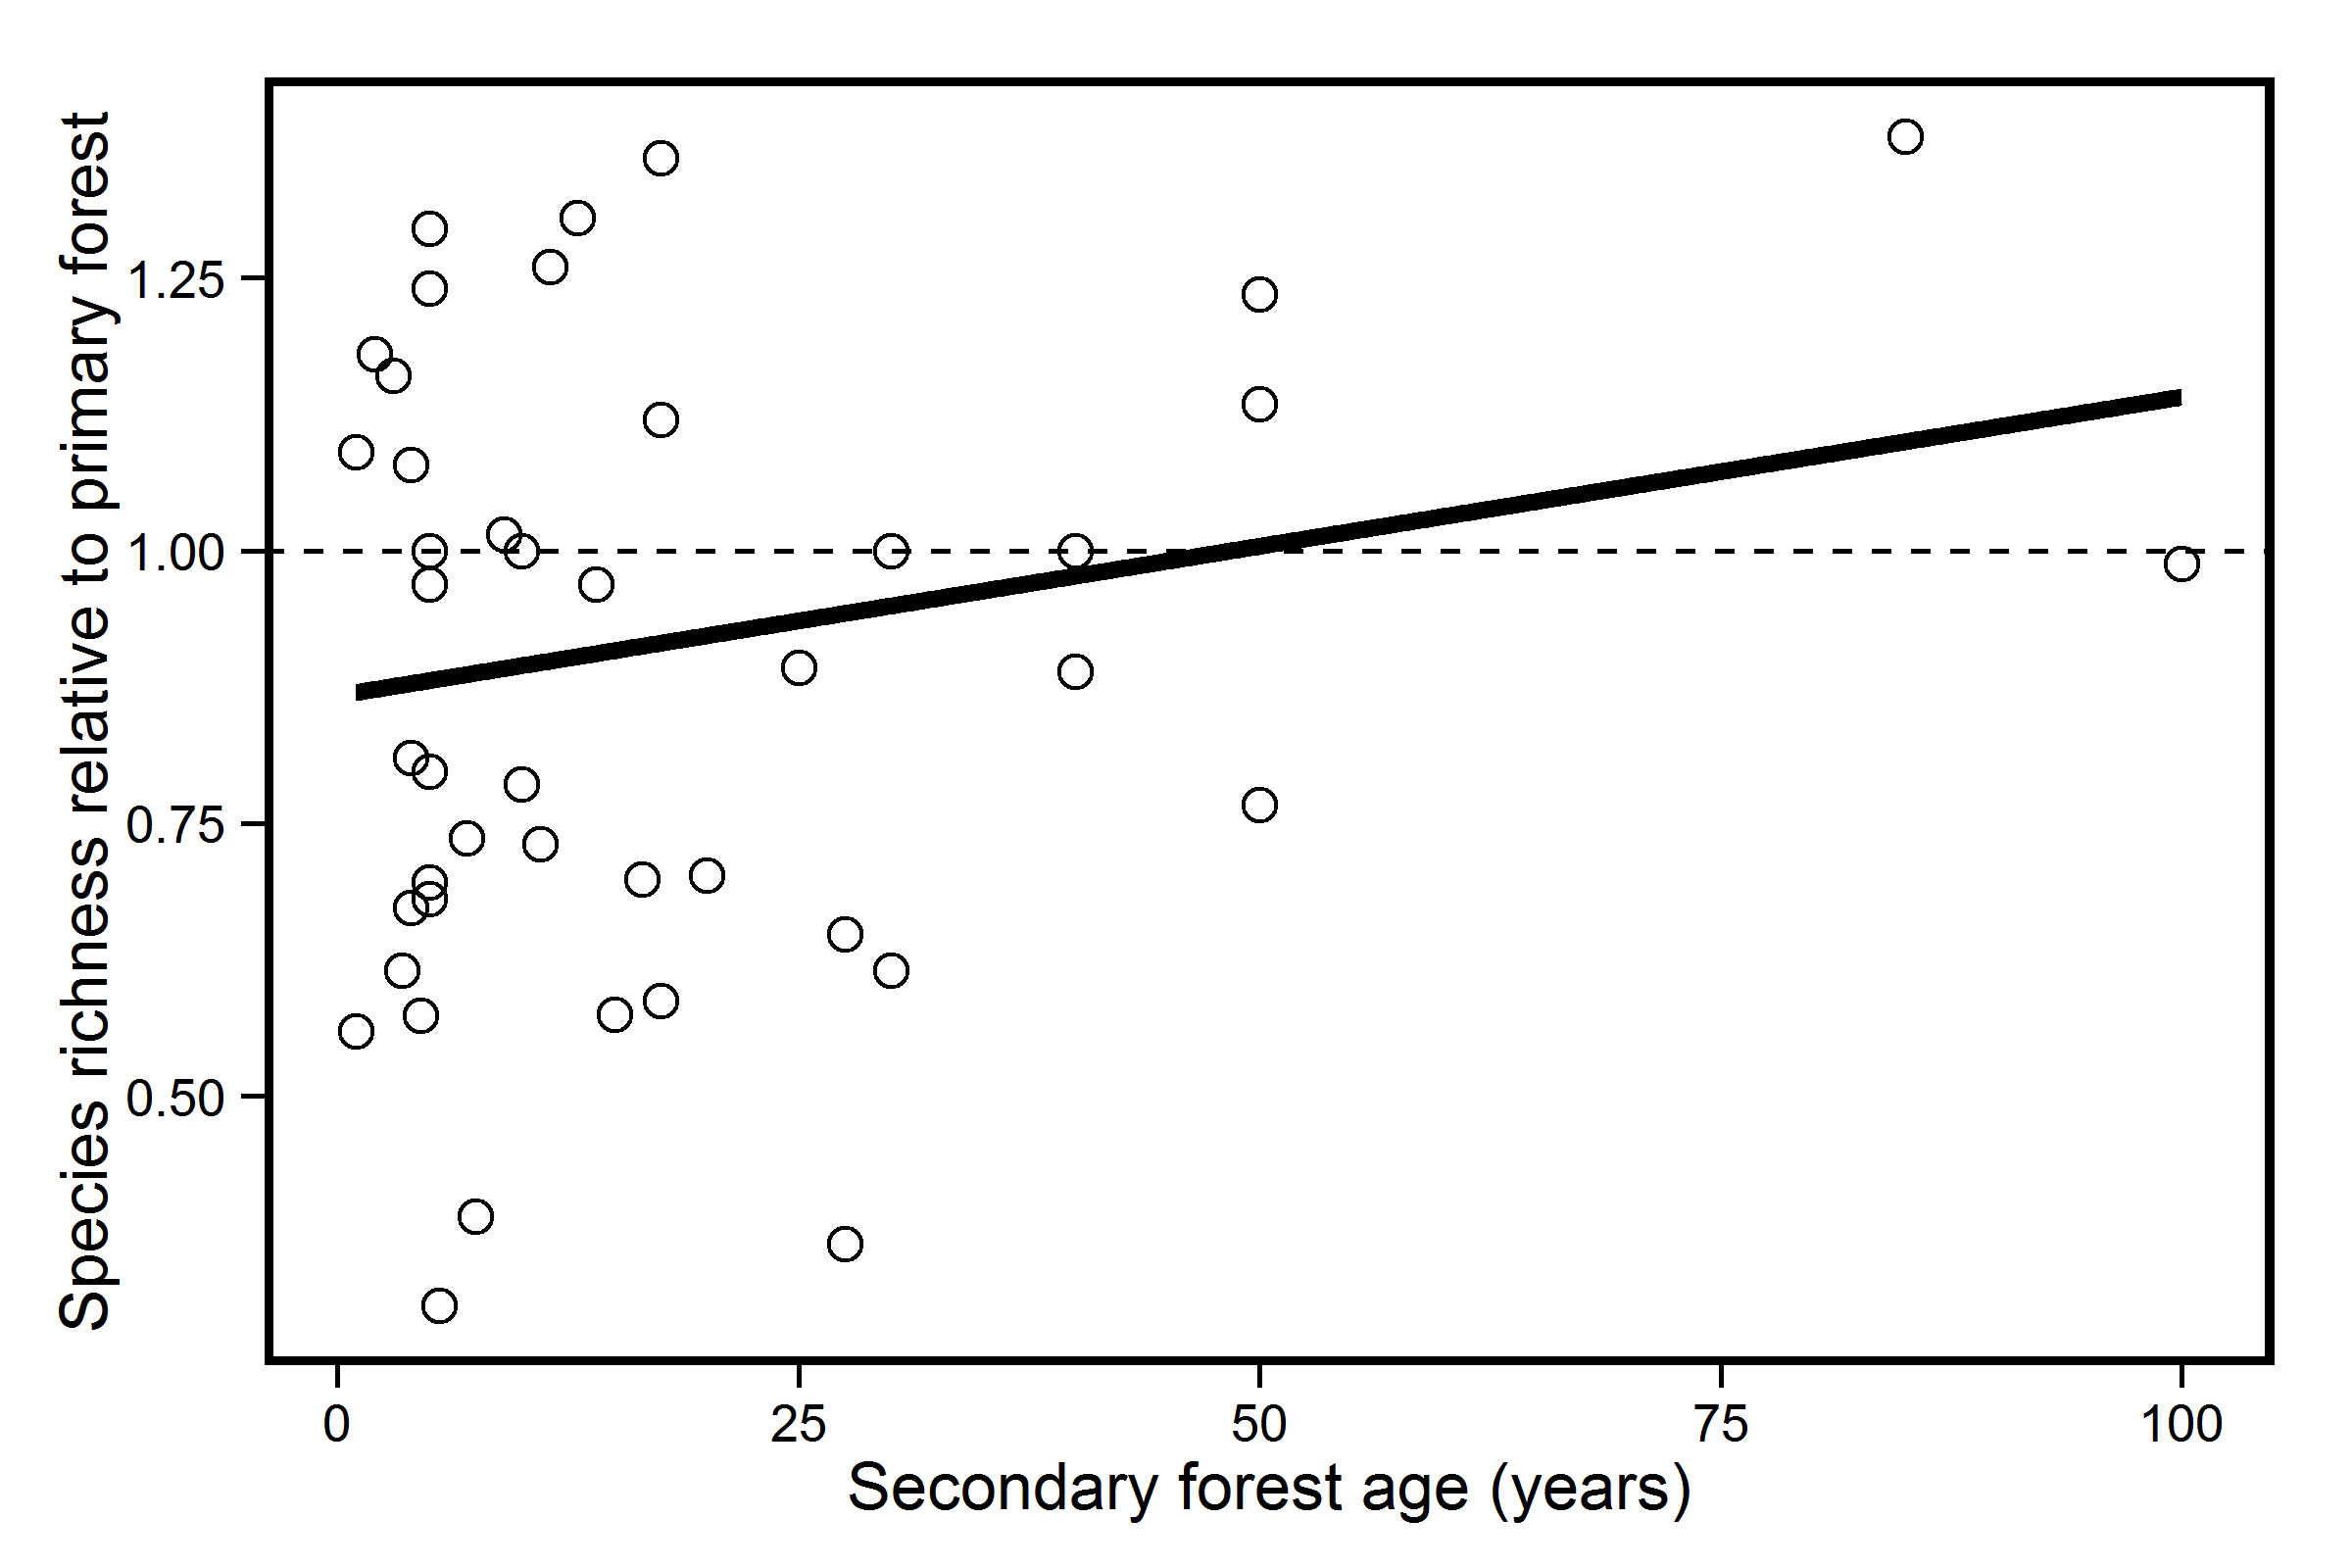 Species richness relative to primary forest
1.25
1.00
0.75
0.50
0 25 50 75 100
Secondary forest age (years)